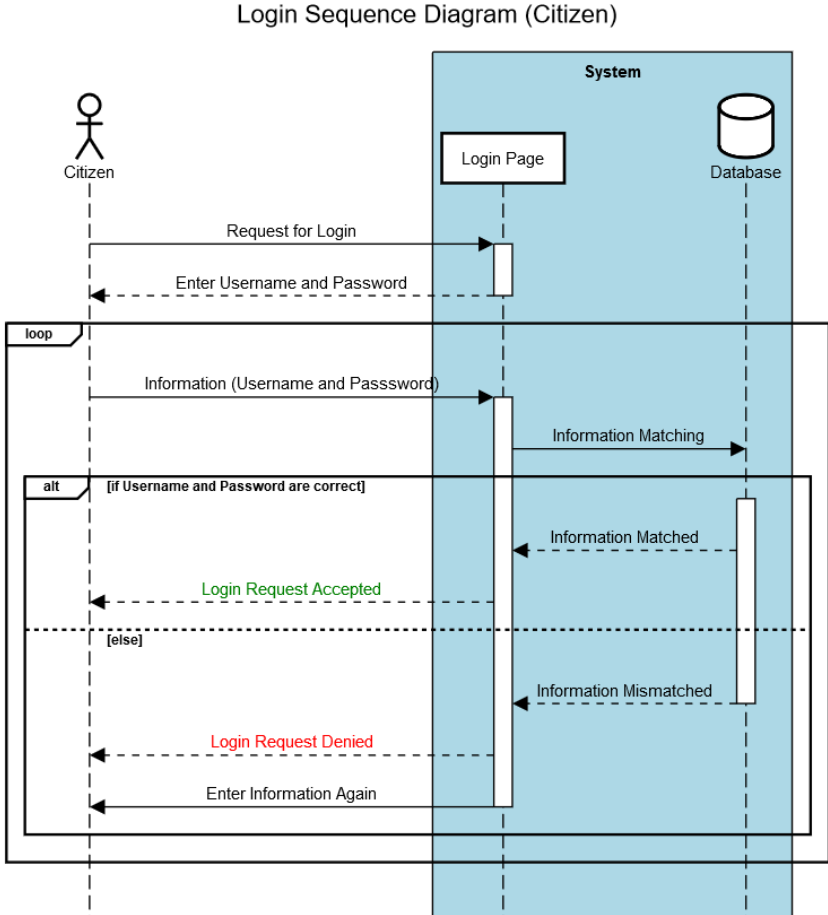 Login Sequence Diagram (Citizen)
System
Citizen
Login Page
Database
Request for Login
Enter Username and Password
loop
Information (Username and Passsword)
Information Matching
alt
[if Username and Password are correct]
Information Matched
Login Request Accepted
[else]
Information Mismatched
Login Request Denied
Enter Information Again